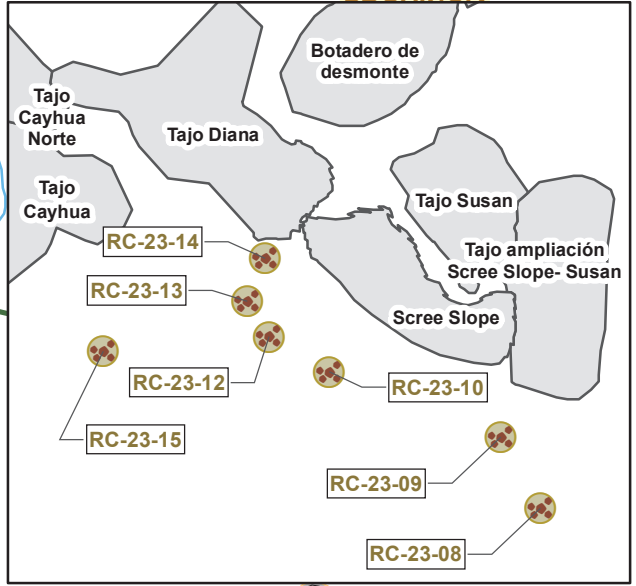 Botadero de
desmonte
Tajo
Cayhua
Norte
Tajo Diana
Tajo
Cayhua
Tajo Susan
RC-23-14
Tajo ampliación
Scree Slope- Susan
RC-23-13
Scree Slope
RC-23-12
RC-23-10
RC-23-15
RC-23-09
RC-23-08